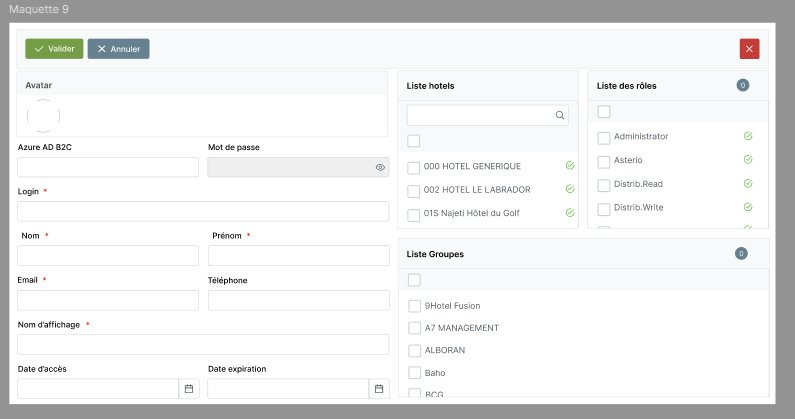 Maquette 9
Valider
Annuler
Avatar
Azure AD B2C
Mot de passe
Login *
Nom *
Prénom *
Email *
Téléphone
Nom d'affichage *
Date d'accès
Date expiration
Liste hotels
000 HOTEL GENERIQUE
002 HOTEL LE LABRADOR
01S Najeti Hôtel du Golf
Liste des rôles
0
Administrator
Asterio
Distrib.Read
Distrib.Write
Liste Groupes
0
9Hotel Fusion
A7 MANAGEMENT
ALBORAN
Baho
BCG